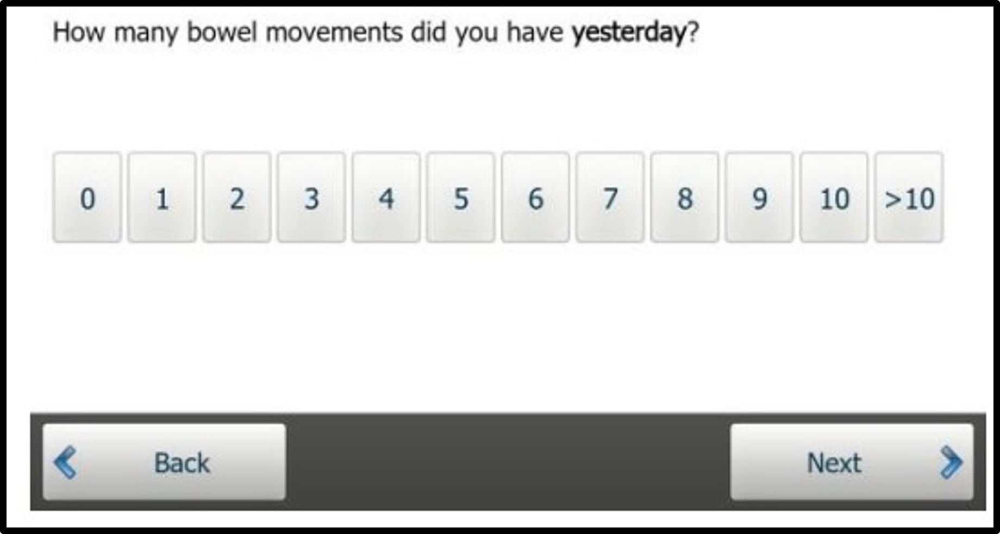 How many bowel movements did you have yesterday?
0 1 2 3 4 5 6 7 8 9 10 >10
Back Next